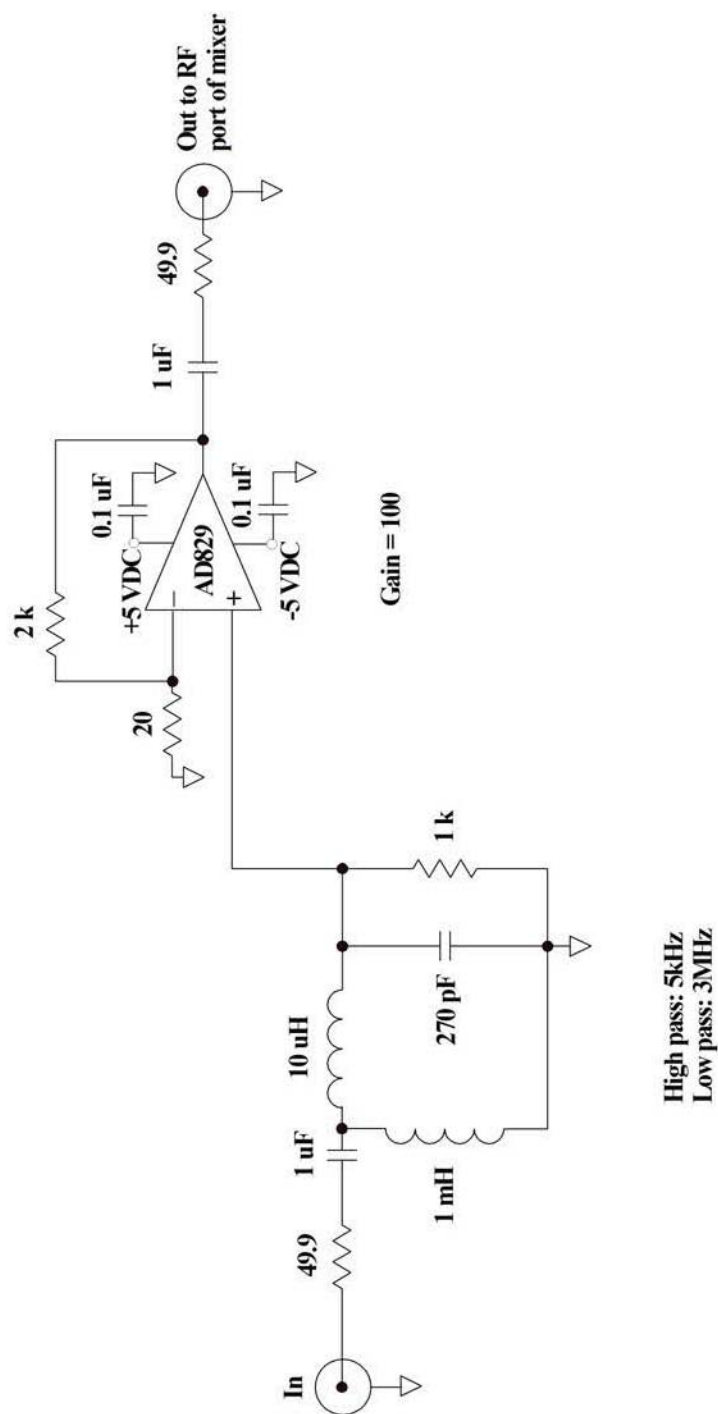 In
49.9
1 uF
1 mH
10 uH
270 pF
1 k
20
2 k
+5 VDC
0.1 uF
−
+
AD829
-5 VDC
0.1 uF
1 uF
49.9
Out to RF
port of mixer
Gain = 100
High pass: 5kHz
Low pass: 3MHz